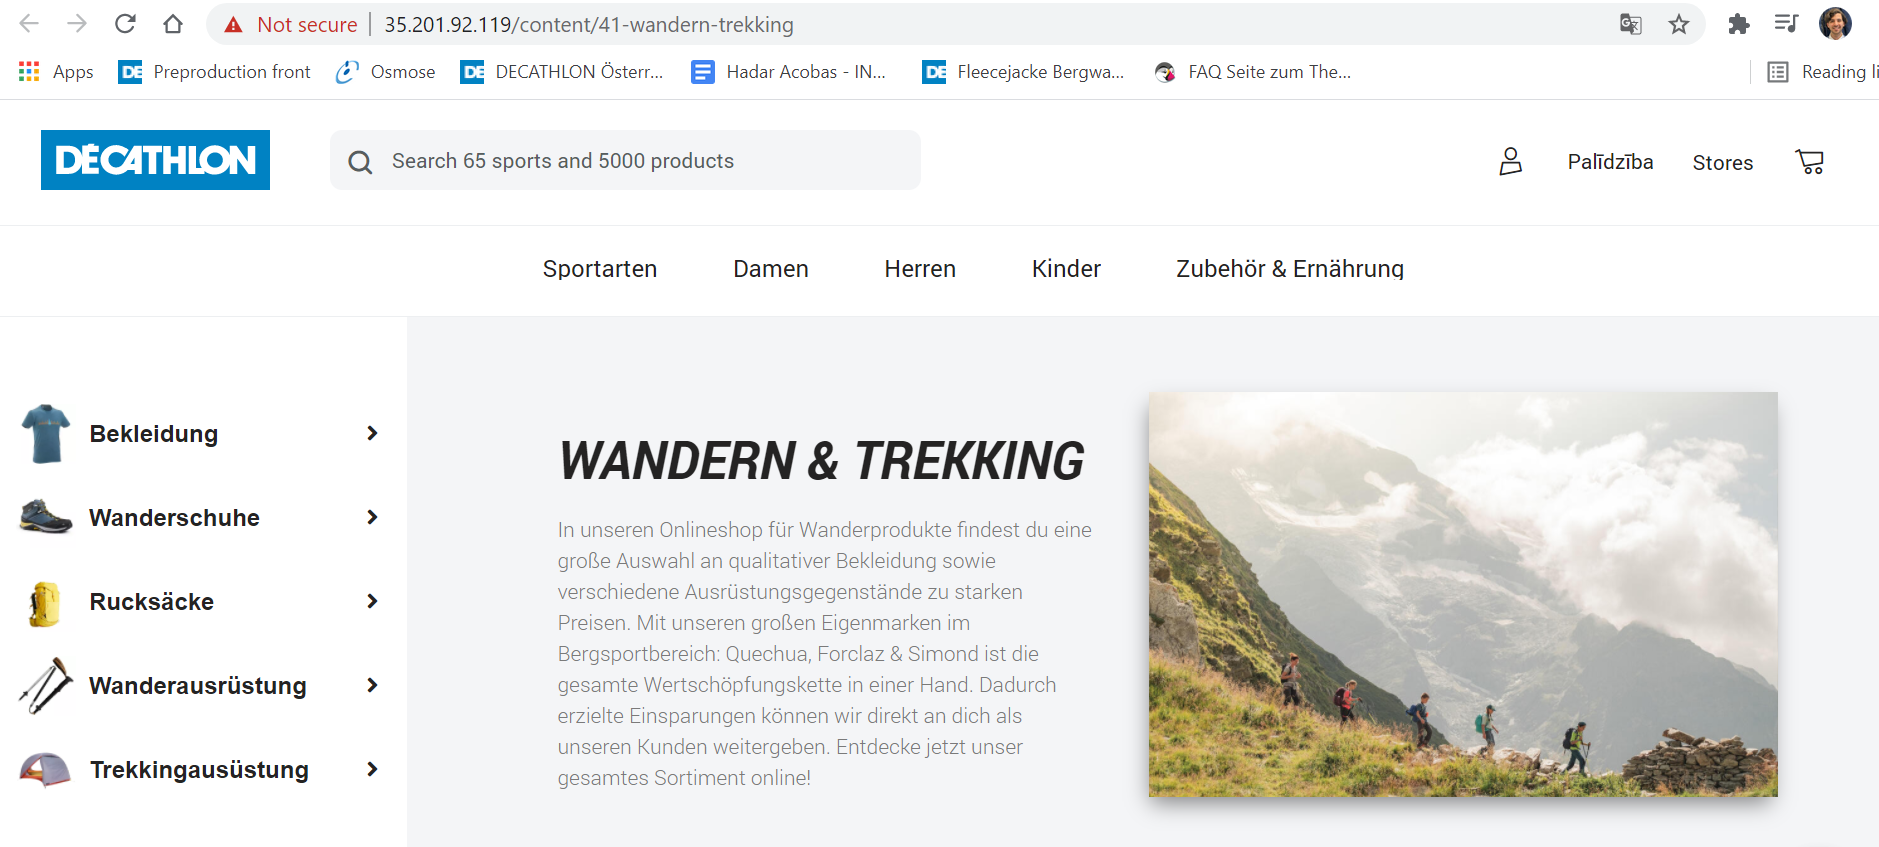 Not secure | 35.201.92.119/content/41-wandern-trekking
Apps Preproduction front Osmose DECATHLON Österr... Hadar Acobas - IN... Fleecejacke Bergwa... FAQ Seite zum The... Reading li
DECATHLON
Search 65 sports and 5000 products
Palīdzība Stores
Sportarten Damen Herren Kinder Zubehör & Ernährung
Bekleidung
Wanderschuhe
Rucksäcke
Wanderausrüstung
Trekkingausüstung
WANDERN & TREKKING
In unseren Onlineshop für Wanderprodukte findest du eine
große Auswahl an qualitativer Bekleidung sowie
verschiedene Ausrüstungsgegenstände zu starken
Preisen. Mit unseren großen Eigenmarken im
Bergsportbereich: Quechua, Forclaz & Simond ist die
gesamte Wertschöpfungskette in einer Hand. Dadurch
erzielte Einsparungen können wir direkt an dich als
unseren Kunden weitergeben. Entdecke jetzt unser
gesamtes Sortiment online!